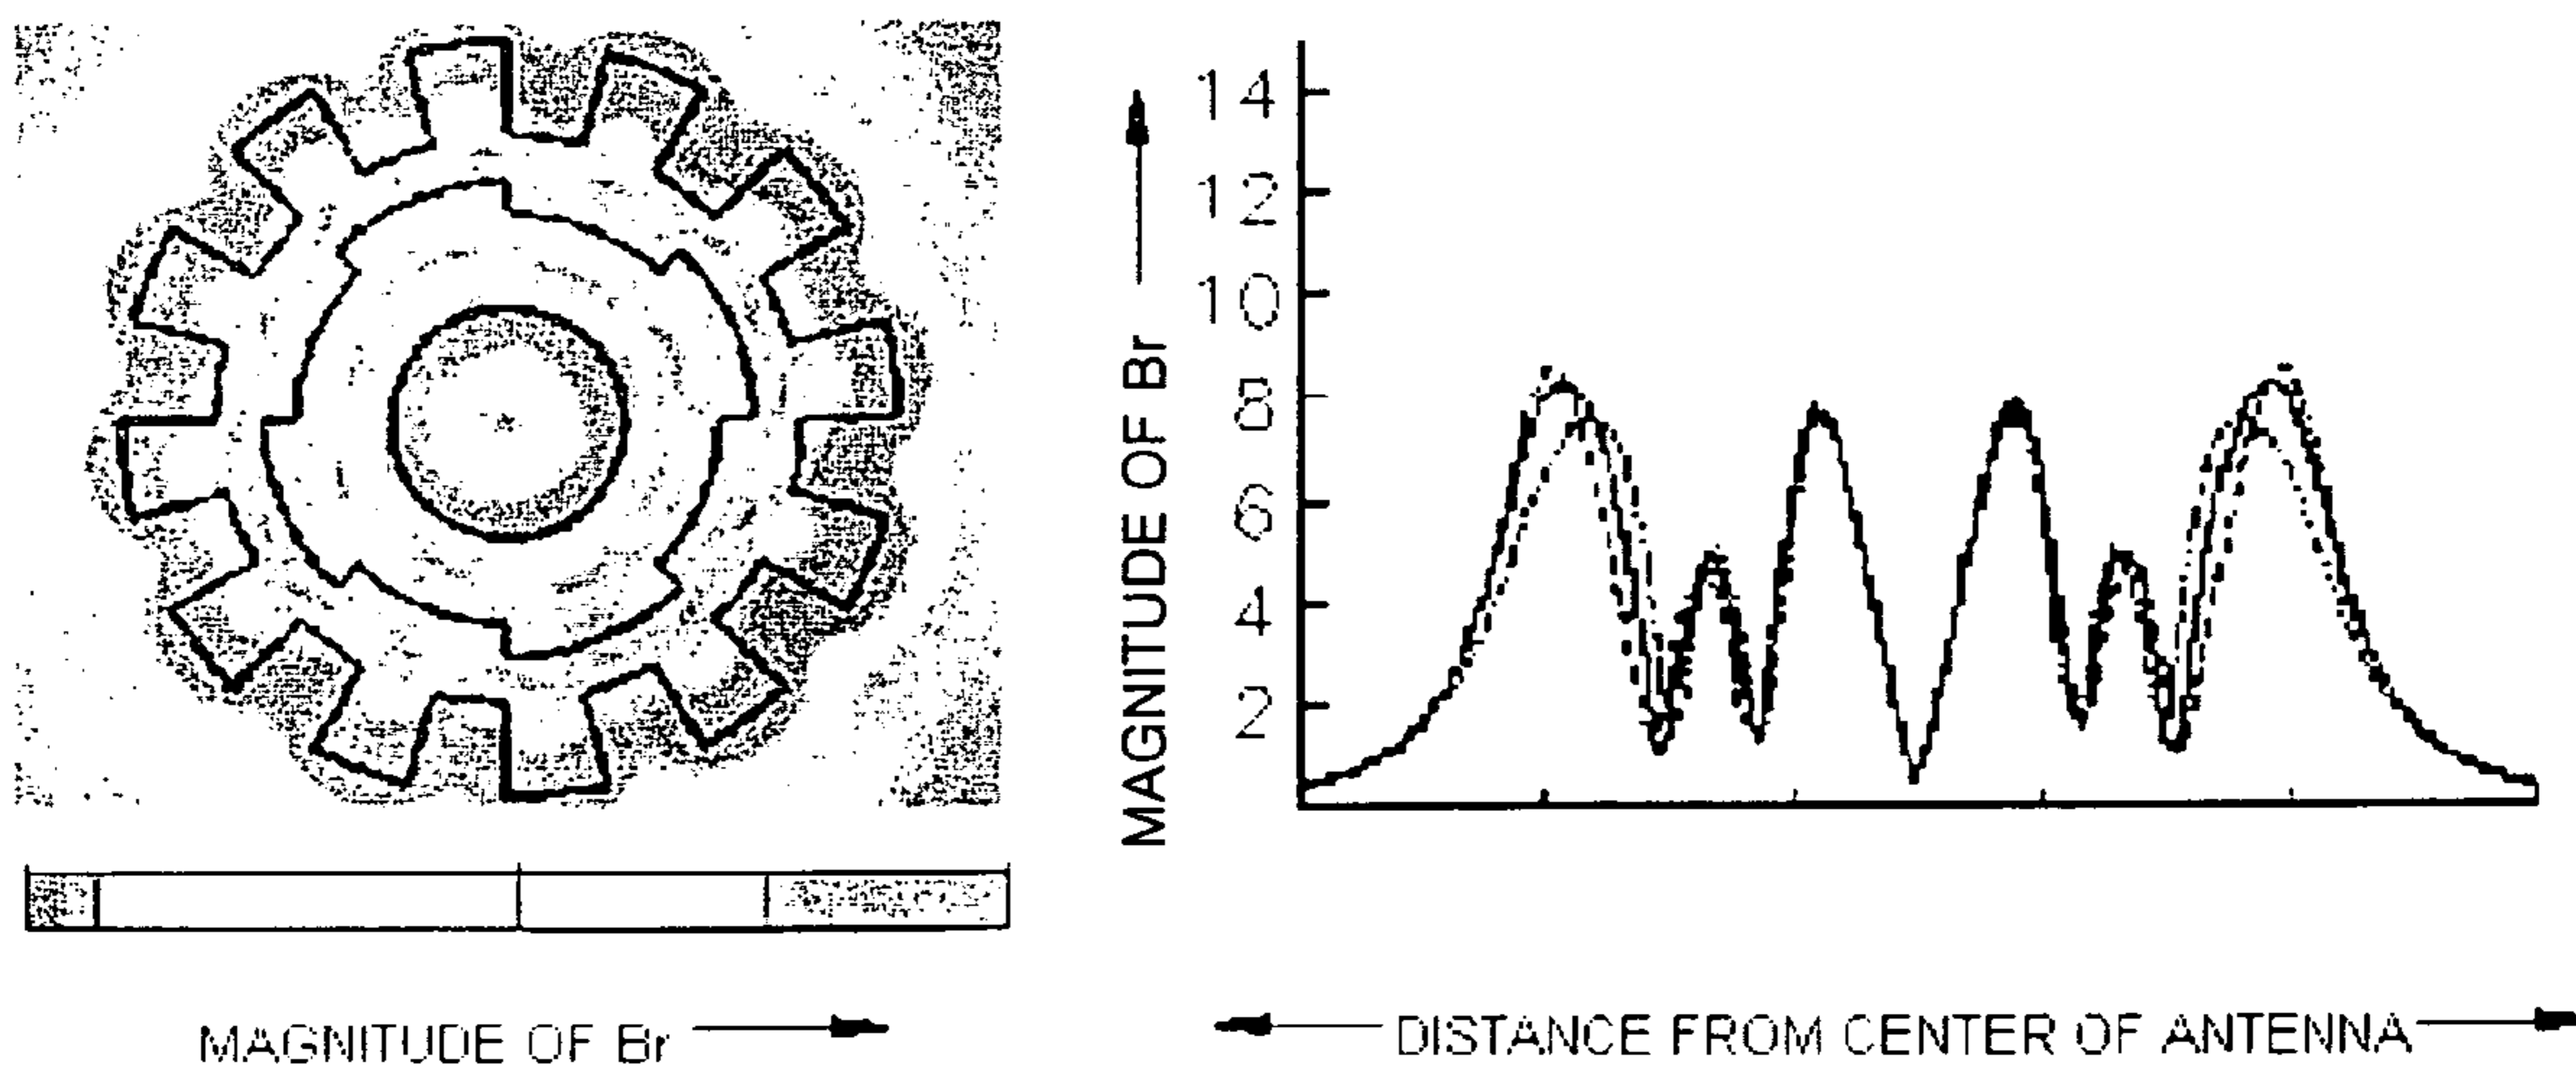 MAGNITUDE OF Br
14
12
10
8
6
4
2
MAGNITUDE OF Br
DISTANCE FROM CENTER OF ANTENNA